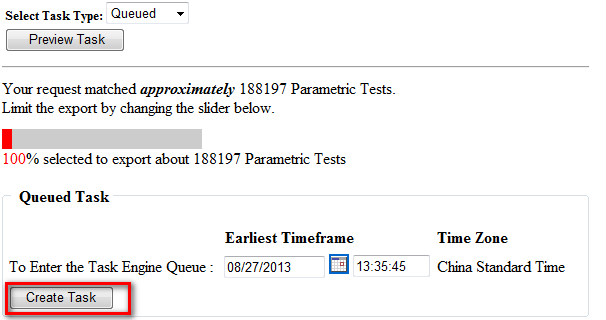 Select Task Type: Queued
Preview Task
Your request matched approximately 188197 Parametric Tests.
Limit the export by changing the slider below.
100% selected to export about 188197 Parametric Tests
Queued Task
Earliest Timeframe Time Zone
To Enter the Task Engine Queue : 08/27/2013 13:35:45 China Standard Time
Create Task